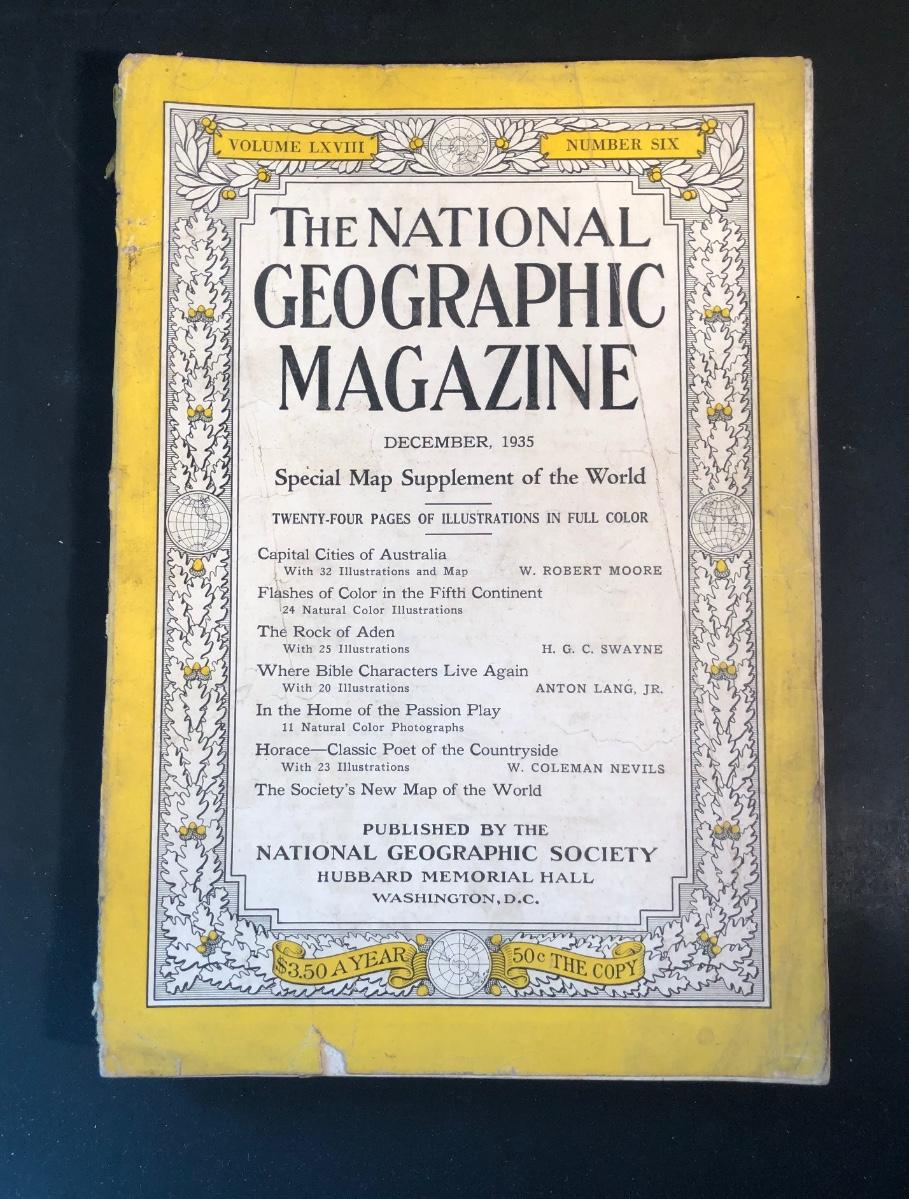 VOLUME LXVIII NUMBER SIX
THE NATIONAL
GEOGRAPHIC
MAGAZINE
DECEMBER, 1935
Special Map Supplement of the World
TWENTY-FOUR PAGES OF ILLUSTRATIONS IN FULL COLOR
Capital Cities of Australia
With 32 Illustrations and Map W. ROBERT MOORE
Flashes of Color in the Fifth Continent
24 Natural Color Illustrations
The Rock of Aden
With 25 Illustrations H. G. C. SWAYNE
Where Bible Characters Live Again
With 20 Illustrations ANTON LANG, JR.
In the Home of the Passion Play
11 Natural Color Photographs
Horace—Classic Poet of the Countryside
With 23 Illustrations W. COLEMAN NEVILS
The Society's New Map of the World
PUBLISHED BY THE
NATIONAL GEOGRAPHIC SOCIETY
HUBBARD MEMORIAL HALL
WASHINGTON, D.C.
$3.50 A YEAR 50c THE COPY